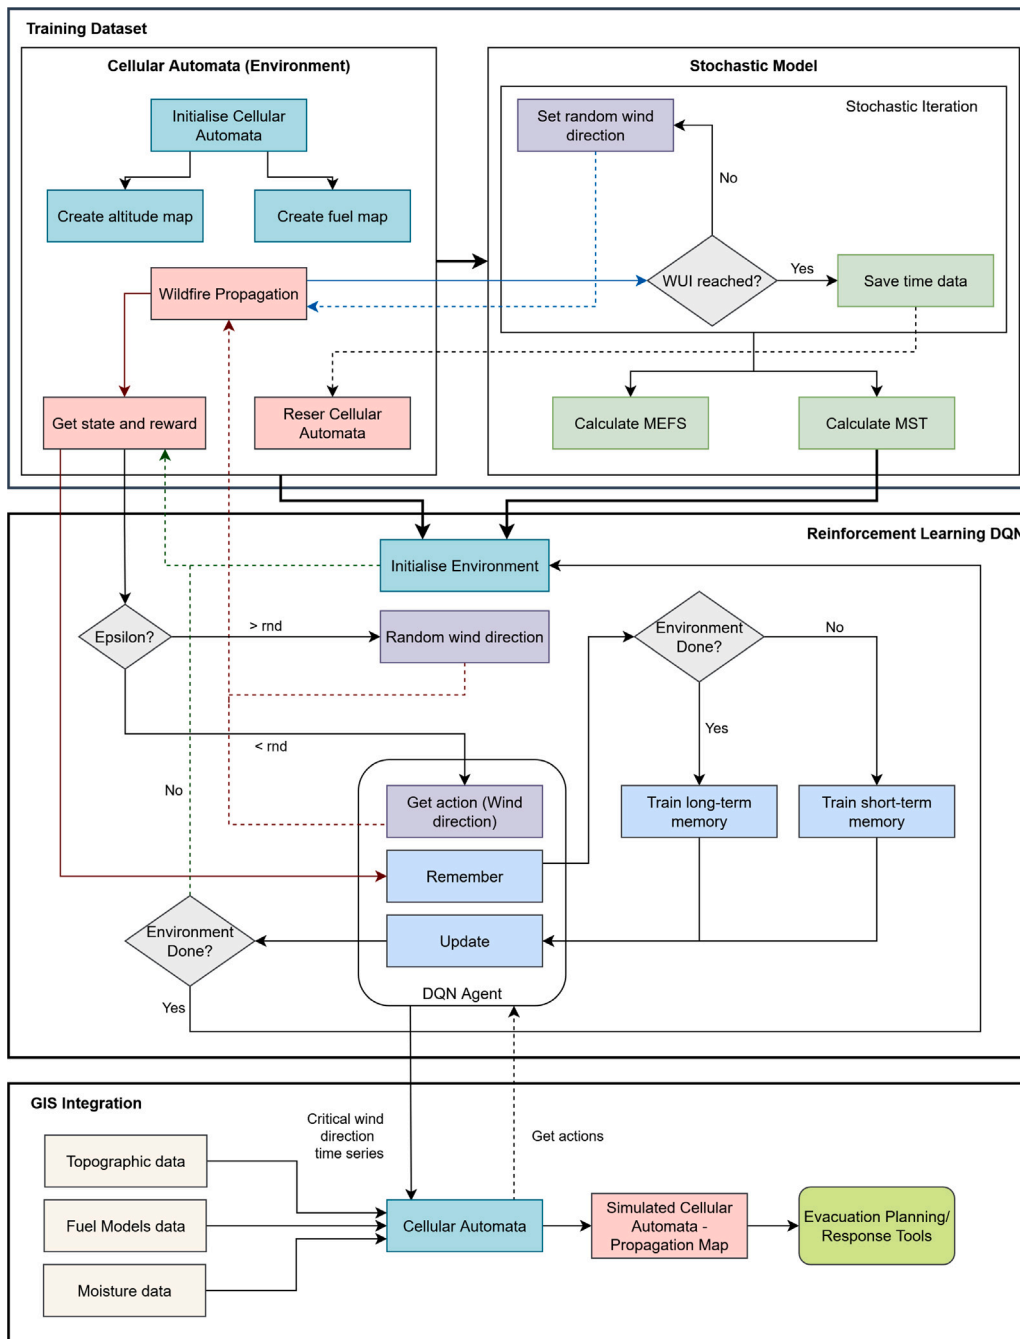 Training Dataset
Cellular Automata (Environment)
Initialise Cellular
Automata
Create altitude map
Create fuel map
Wildfire Propagation
Get state and reward
Reser Cellular
Automata
Stochastic Model
Stochastic Iteration
Set random wind
direction
No
WUI reached?
Yes
Save time data
Calculate MEFS
Calculate MST
Reinforcement Learning DQN
Initialise Environment
Epsilon?
> rnd
Random wind direction
< rnd
Environment
Done?
No
Yes
Train long-term
memory
Train short-term
memory
No
Get action (Wind
direction)
Remember
Update
DQN Agent
Environment
Done?
Yes
GIS Integration
Critical wind
direction
time series
Get actions
Topographic data
Fuel Models data
Moisture data
Cellular Automata
Simulated Cellular
Automata -
Propagation Map
Evacuation Planning/
Response Tools